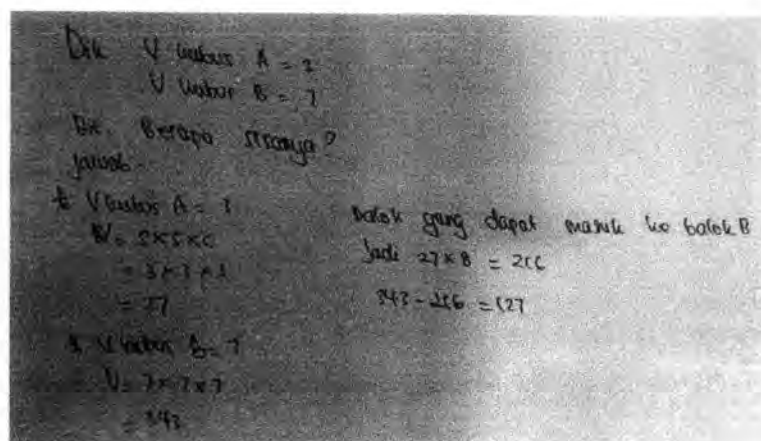 Dik V kubus A = 3
V kubus B = 7
Dit Berapa sisanya?
jawab
V kubus A = 3
V = S x S x S
= 3 x 3 x 3
= 27
V kubus B = 7
V = 7 x 7 x 7
= 343
balok yang dapat masuk ke balok B
Jadi 27 x 8 = 216
343 - 216 = 127